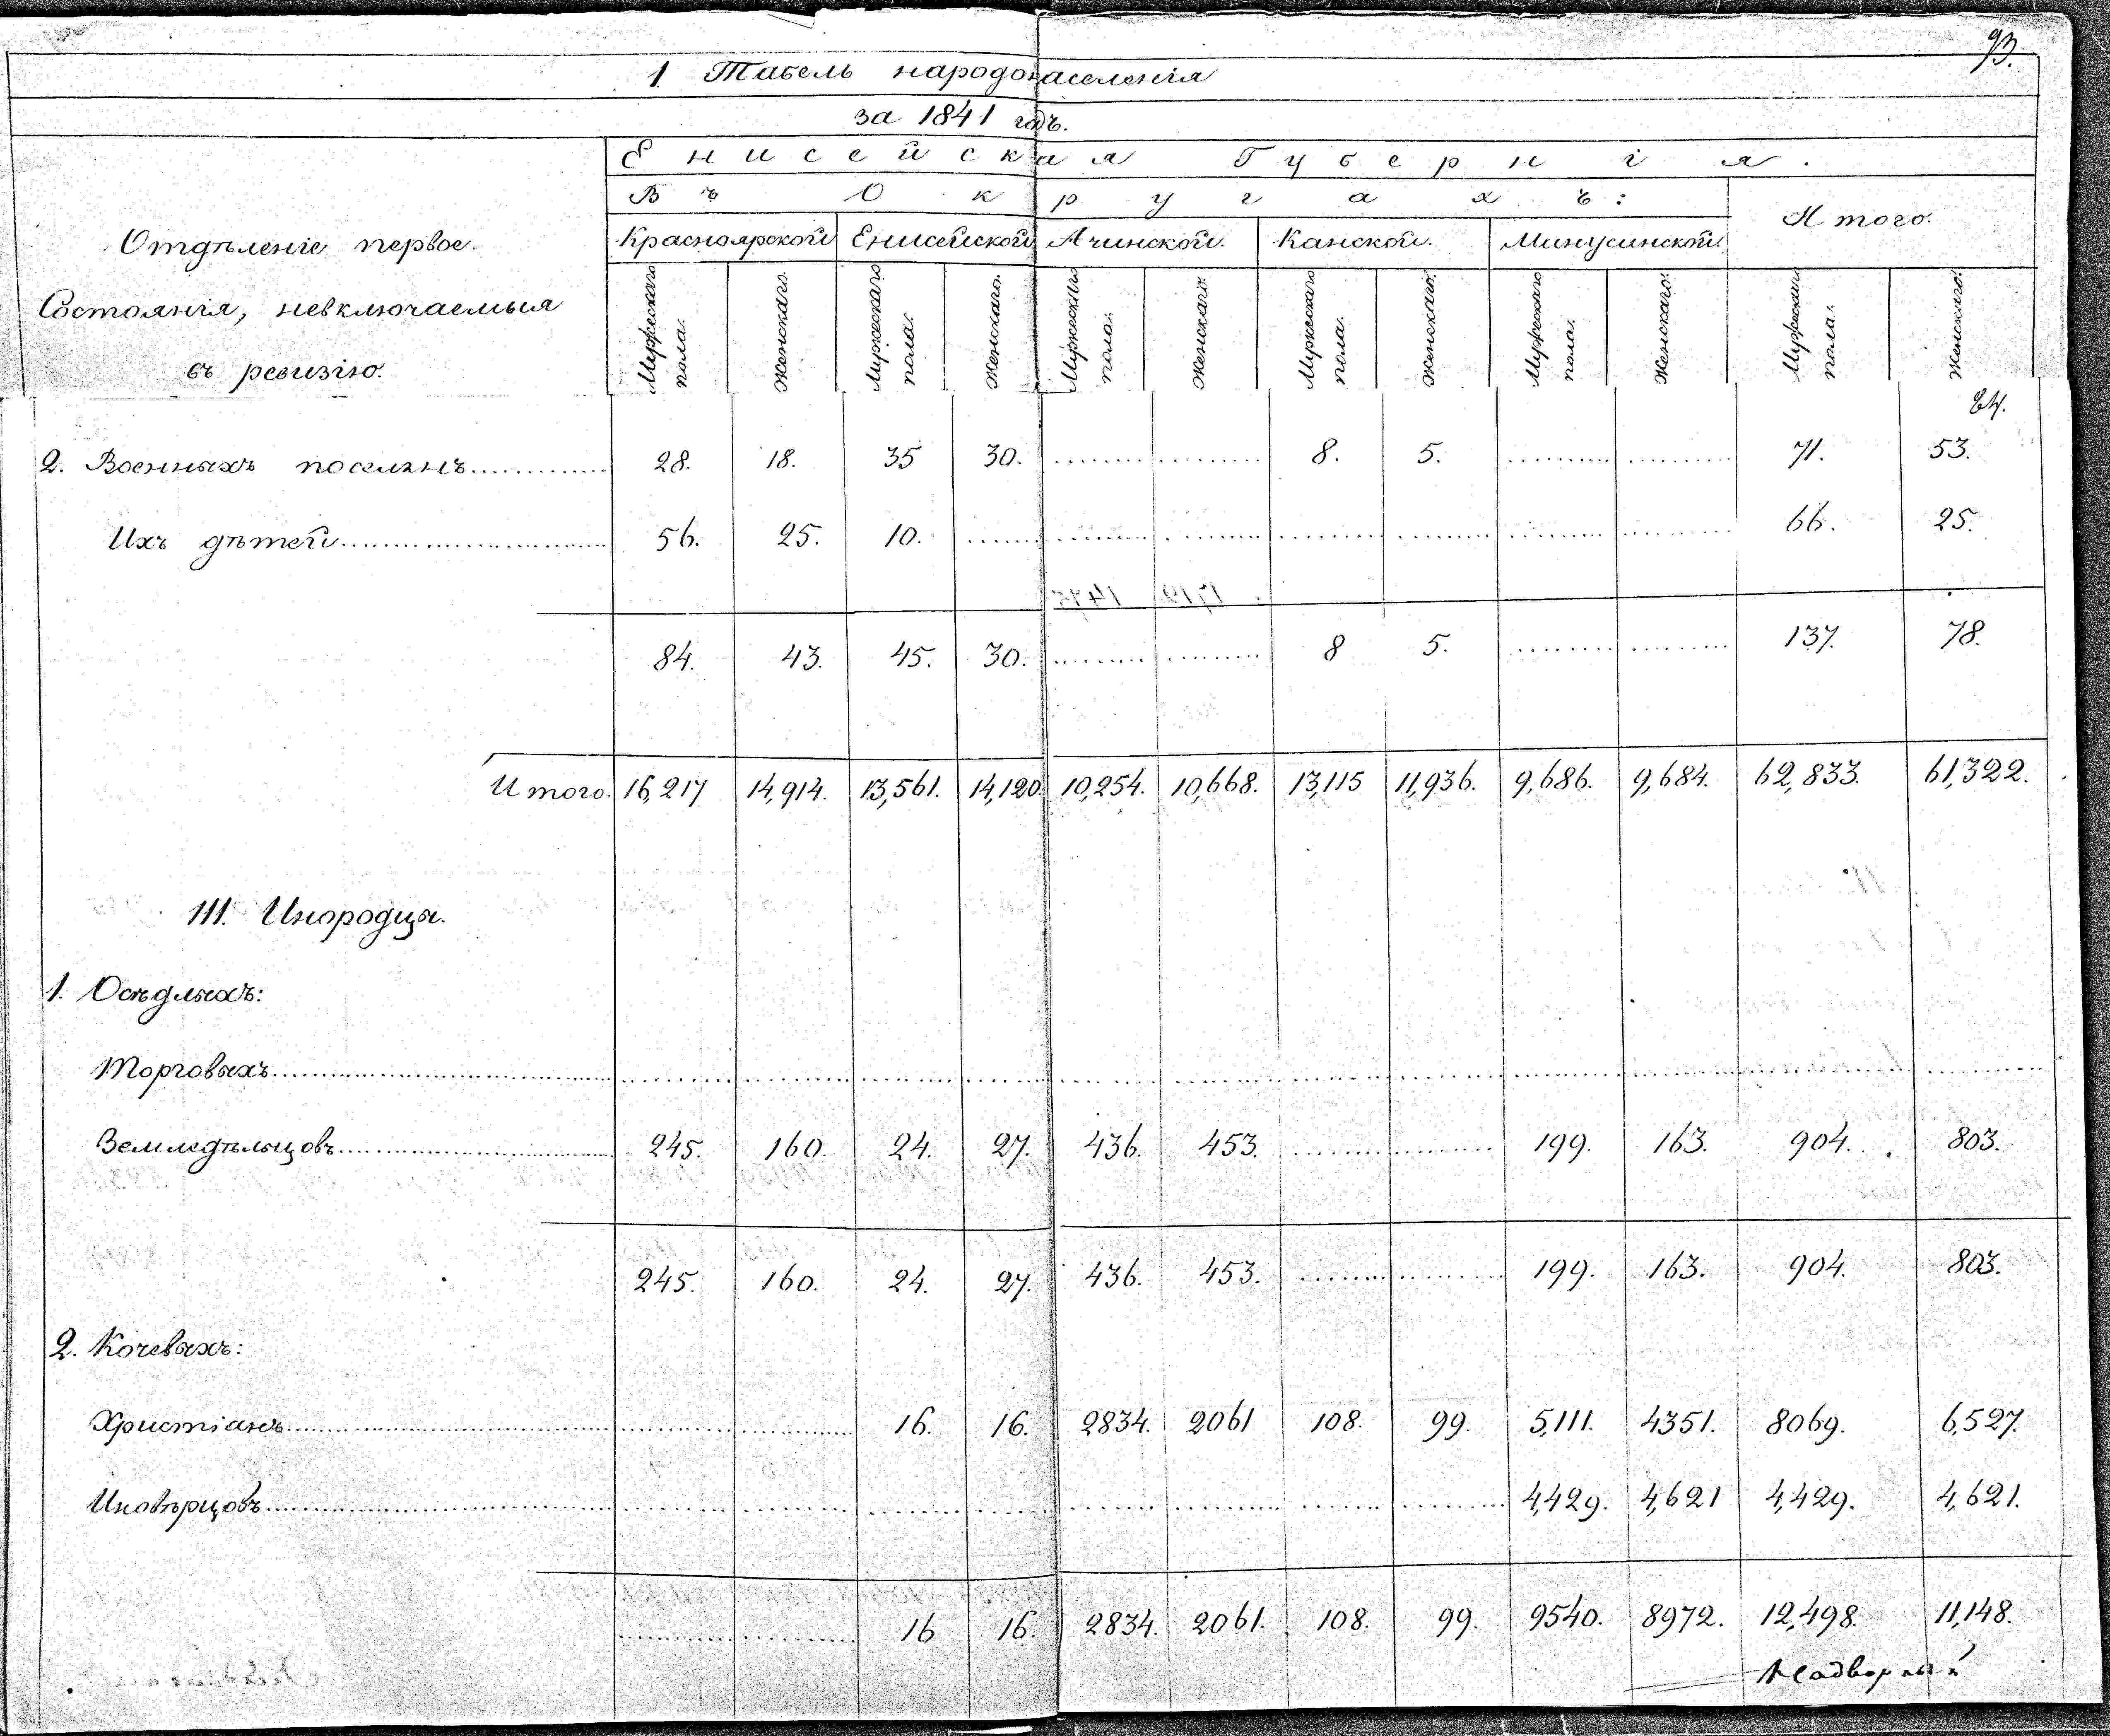 93.
1. Табель народонаселенія
за 1841 годъ.
Енисейская Губернія.
Въ Округахъ:
Итого.
Отдѣленіе первое.
Состоянія, невключаемыя
въ ревизію.
Красноярской Енисейской Ачинской. Канской. Минусинской.
Мужескаго пола. Женскаго. Мужескаго пола. Женскаго. Мужескаго пола. Женскаго. Мужескаго пола. Женскаго. Мужескаго пола. Женскаго. Мужескаго пола. Женскаго.
2. Военныхъ поселянъ 28. 18. 35 30. 8. 5. 71. 53.
Ихъ дѣтей 56. 25. 10. 66. 25.
84. 43. 45. 30. 8 5. 137. 78.
Итого. 16,217 14,914. 13,561. 14,120. 10,254. 10,668. 13,115 11,936. 9,686. 9,684. 62,833. 61,322.
III. Инородцы.
1. Осѣдлыхъ:
Торговыхъ
Земледѣльцовъ 245. 160. 24. 27. 436. 453. 199. 163. 904. 803.
245. 160. 24. 27. 436. 453. 199. 163. 904. 803.
2. Кочевыхъ:
Христіанъ 16. 16. 2834. 2061 108. 99. 5,111. 4351. 8069. 6,527.
Иновѣрцовъ 4,429. 4,621 4,429. 4,621.
16 16. 2834. 2061. 108. 99. 9540. 8972. 12,498. 11,148.
Надворный